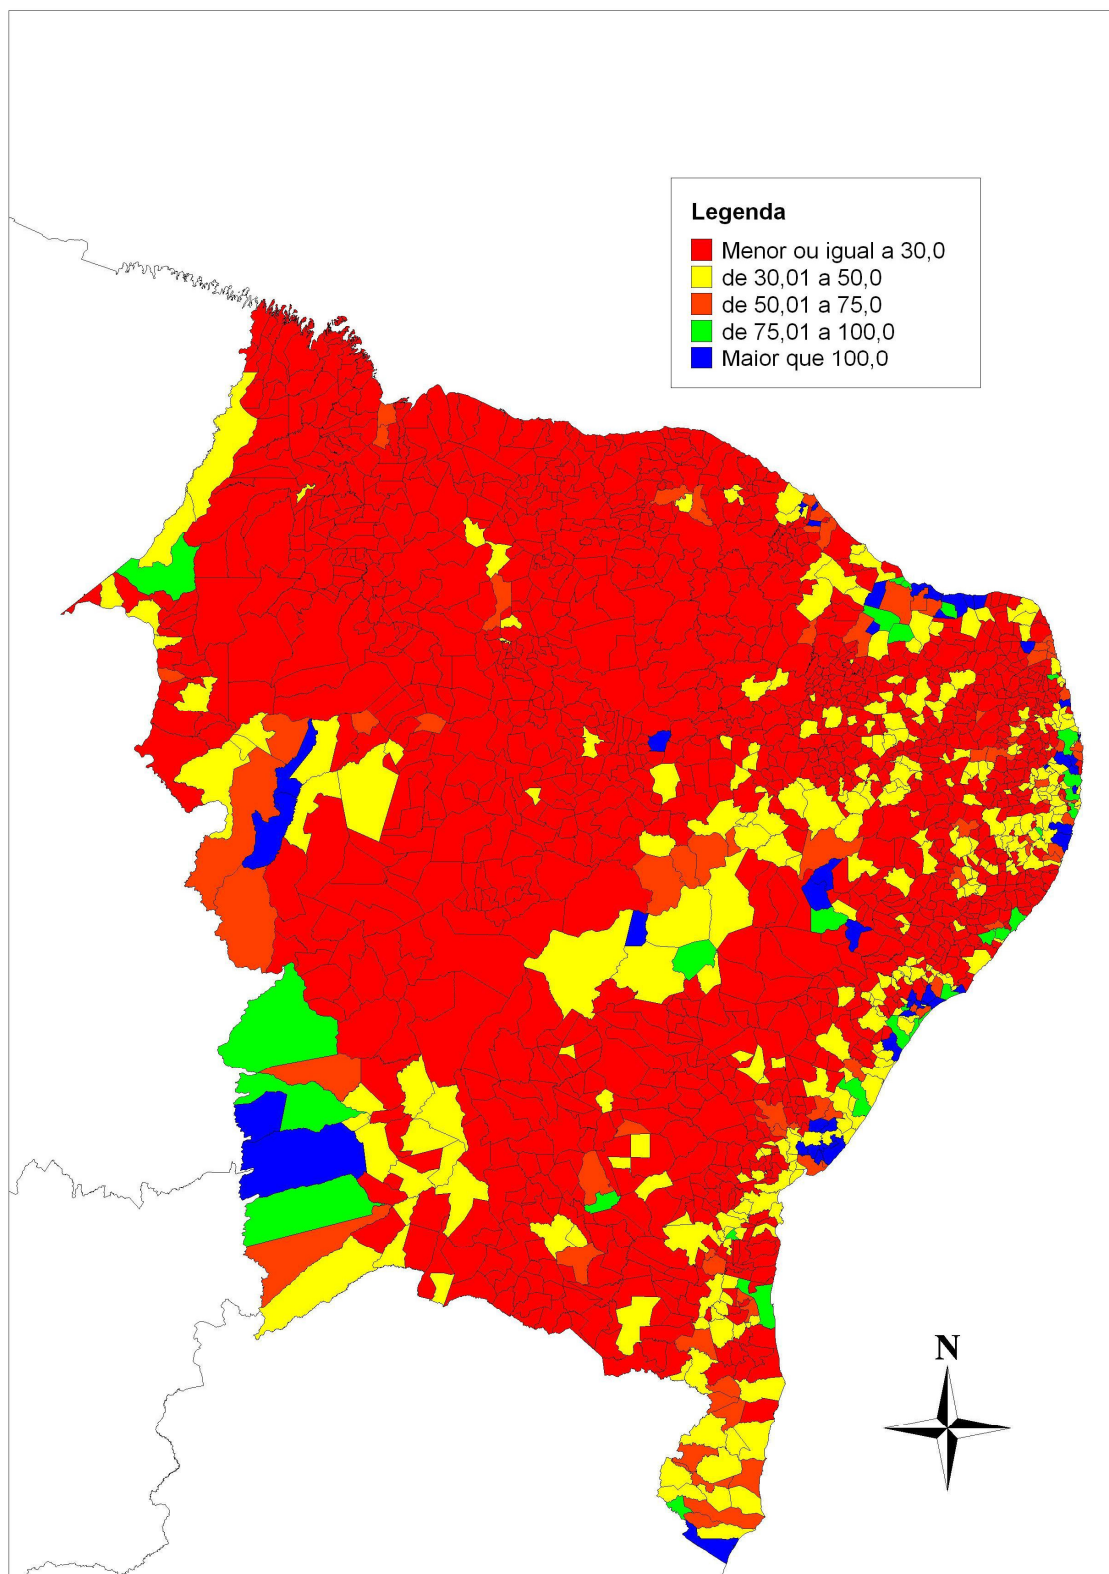 Legenda
Menor ou igual a 30,0
de 30,01 a 50,0
de 50,01 a 75,0
de 75,01 a 100,0
Maior que 100,0
N